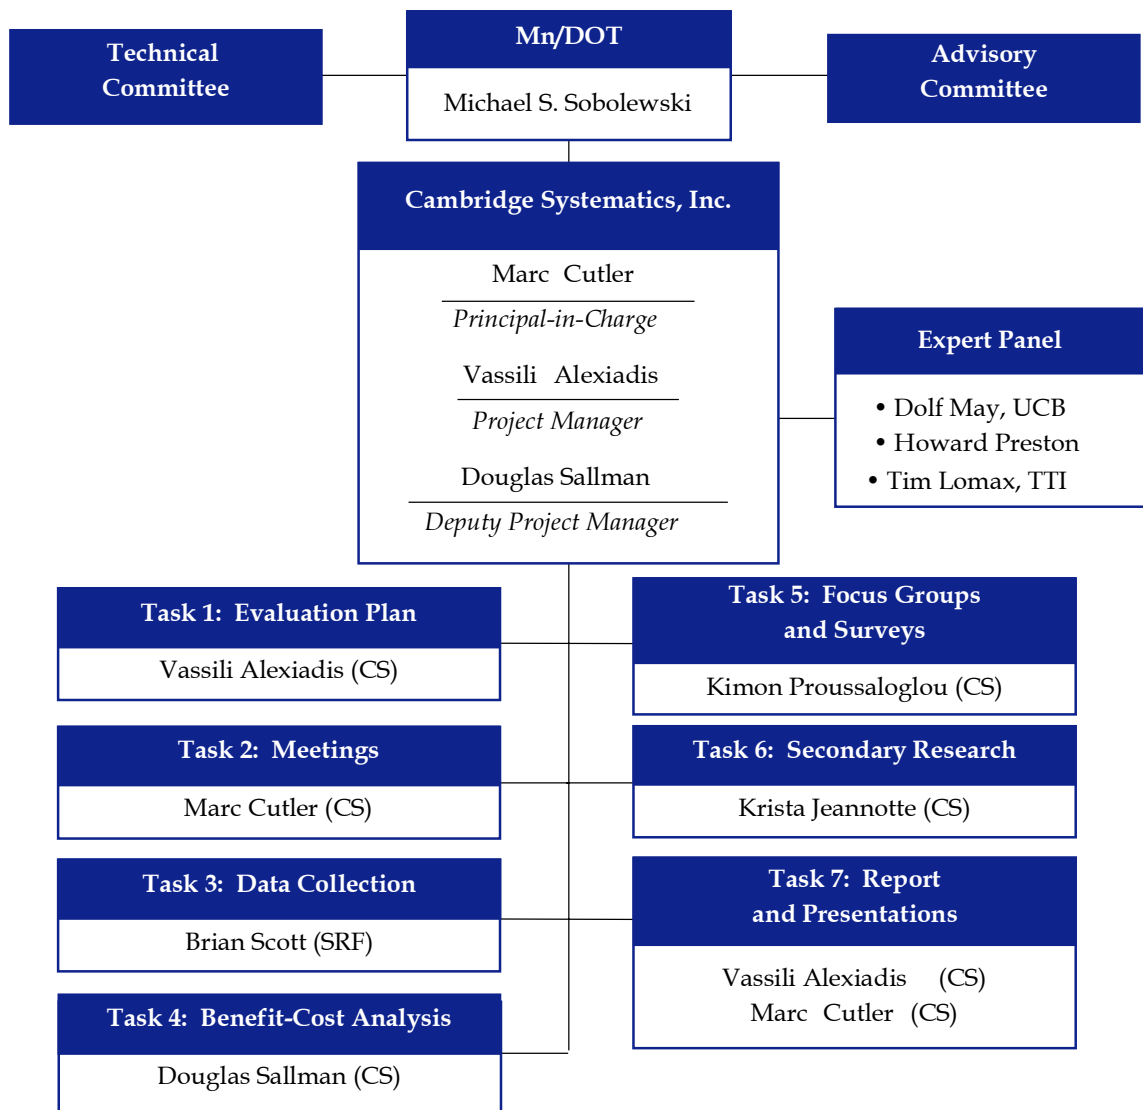 Technical
Committee
Mn/DOT
Michael S. Sobolewski
Advisory
Committee
Cambridge Systematics, Inc.
Marc Cutler
Principal-in-Charge
Vassili Alexiadis
Project Manager
Douglas Sallman
Deputy Project Manager
Expert Panel
• Dolf May, UCB
• Howard Preston
• Tim Lomax, TTI
Task 1: Evaluation Plan
Vassili Alexiadis (CS)
Task 2: Meetings
Marc Cutler (CS)
Task 3: Data Collection
Brian Scott (SRF)
Task 4: Benefit-Cost Analysis
Douglas Sallman (CS)
Task 5: Focus Groups
and Surveys
Kimon Proussaloglou (CS)
Task 6: Secondary Research
Krista Jeannotte (CS)
Task 7: Report
and Presentations
Vassili Alexiadis (CS)
Marc Cutler (CS)